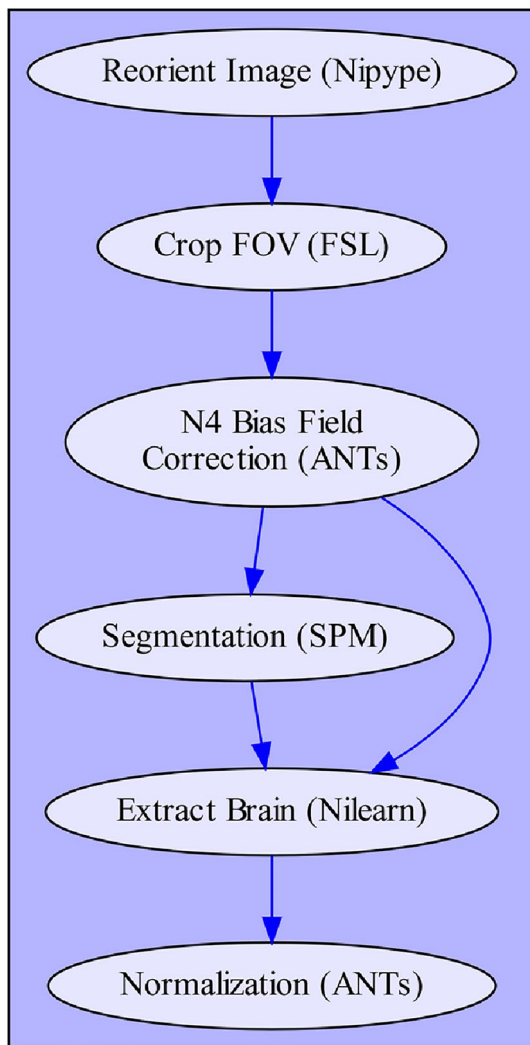 Reorient Image (Nipype)
Crop FOV (FSL)
N4 Bias Field
Correction (ANTs)
Segmentation (SPM)
Extract Brain (Nilearn)
Normalization (ANTs)